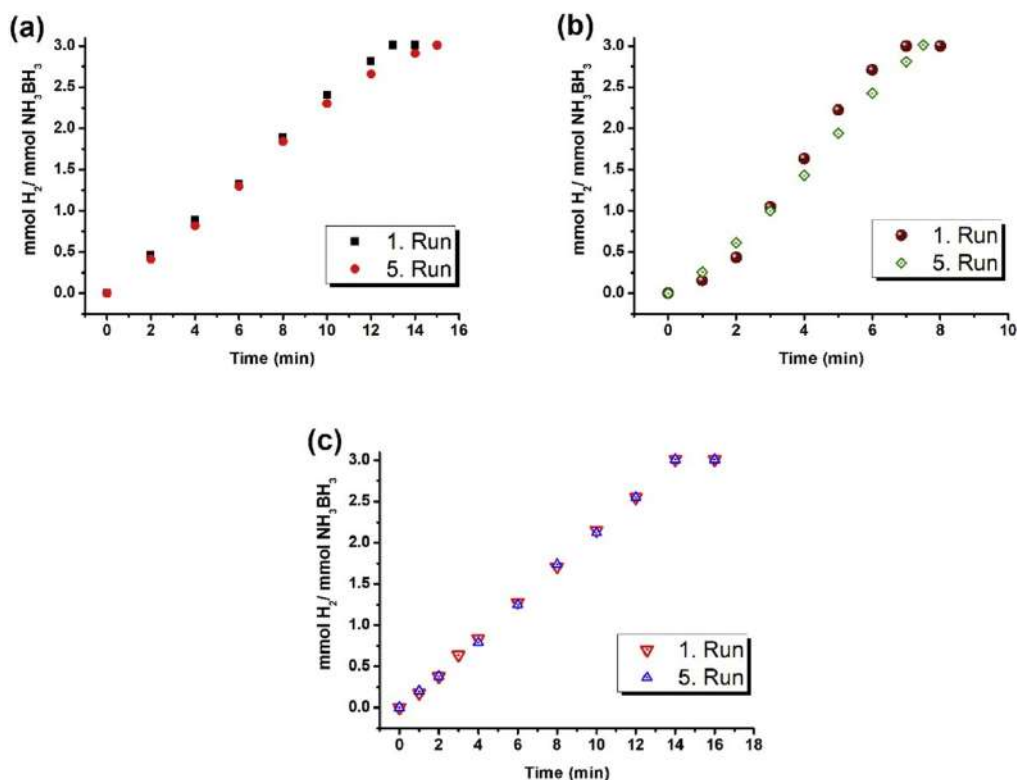 (a)
mmol H₂/ mmol NH₃BH₃
3.0
2.5
2.0
1.5
1.0
0.5
0.0
1. Run
5. Run
0 2 4 6 8 10 12 14 16
Time (min)
(b)
mmol H₂/ mmol NH₃BH₃
3.0
2.5
2.0
1.5
1.0
0.5
0.0
1. Run
5. Run
0 2 4 6 8 10
Time (min)
(c)
mmol H₂/ mmol NH₃BH₃
3.0
2.5
2.0
1.5
1.0
0.5
0.0
1. Run
5. Run
0 2 4 6 8 10 12 14 16 18
Time (min)